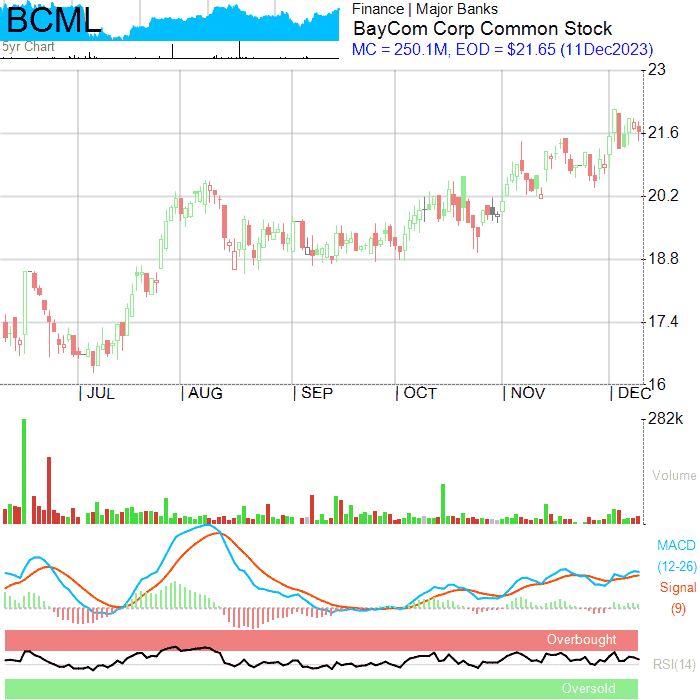 BCML
5yr Chart
Finance | Major Banks
BayCom Corp Common Stock
MC = 250.1M, EOD = $21.65 (11Dec2023)
23
21.6
20.2
18.8
17.4
16
JUL AUG SEP OCT NOV DEC
282k
Volume
MACD
(12-26)
Signal
(9)
Overbought
RSI(14)
Oversold